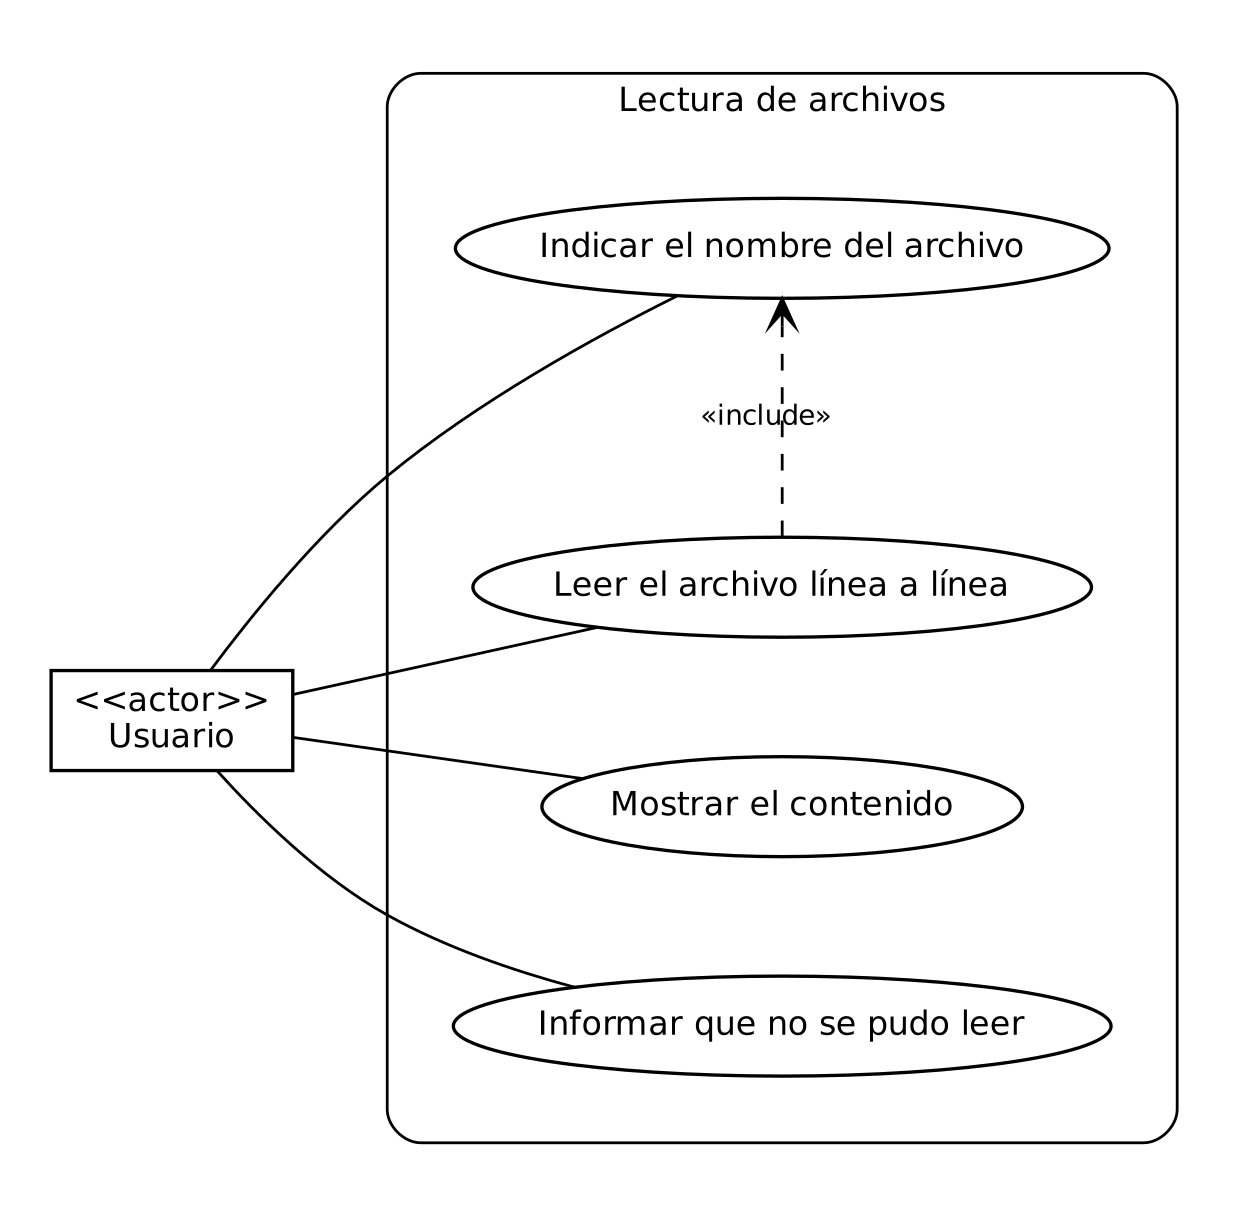 Lectura de archivos
Indicar el nombre del archivo
«include»
Leer el archivo línea a línea
<<actor>>
Usuario
Mostrar el contenido
Informar que no se pudo leer